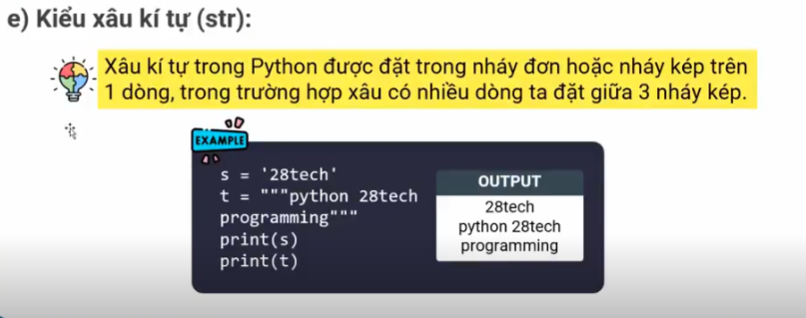 e) Kiểu xâu kí tự (str):
Xâu kí tự trong Python được đặt trong nháy đơn hoặc nháy kép trên
1 dòng, trong trường hợp xâu có nhiều dòng ta đặt giữa 3 nháy kép.
EXAMPLE
s = '28tech'
t = """python 28tech
programming"""
print(s)
print(t)
OUTPUT
28tech
python 28tech
programming